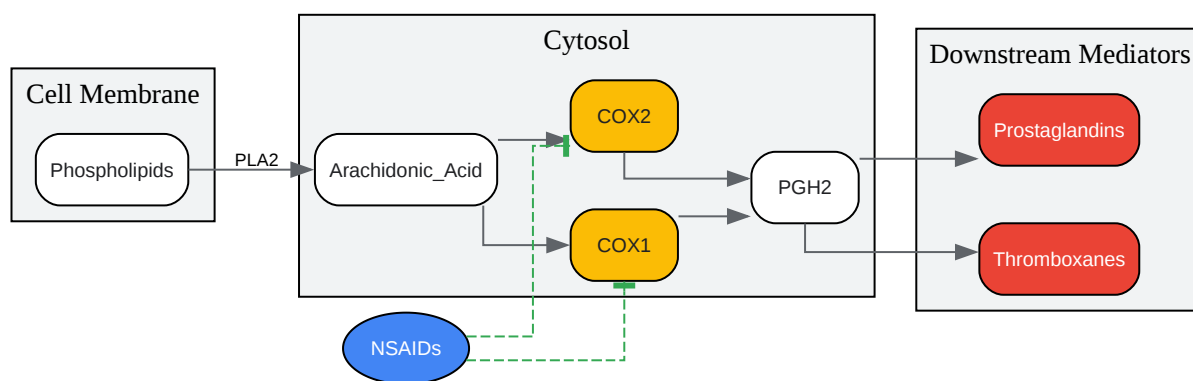 Cell Membrane
Phospholipids
PLA2
Cytosol
Arachidonic_Acid
COX2
COX1
PGH2
Downstream Mediators
Prostaglandins
Thromboxanes
NSAIDs